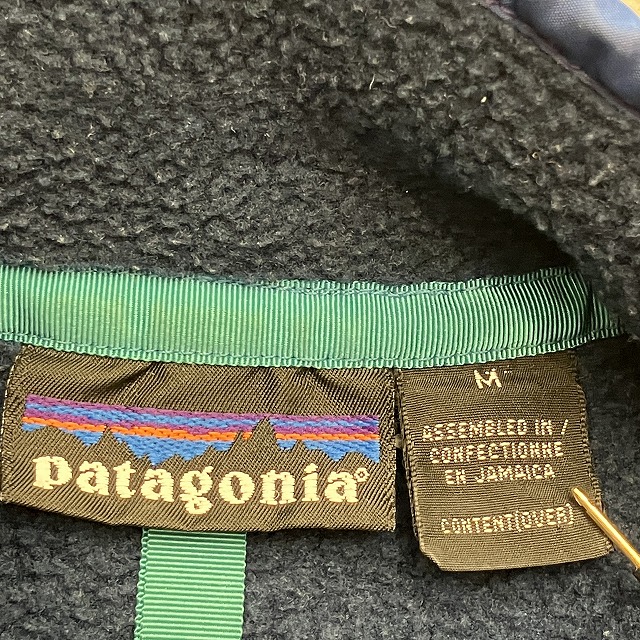 patagonia®
M
ASSEMBLED IN /
CONFECTIONNE
EN JAMAICA
CONTENT(OVER)